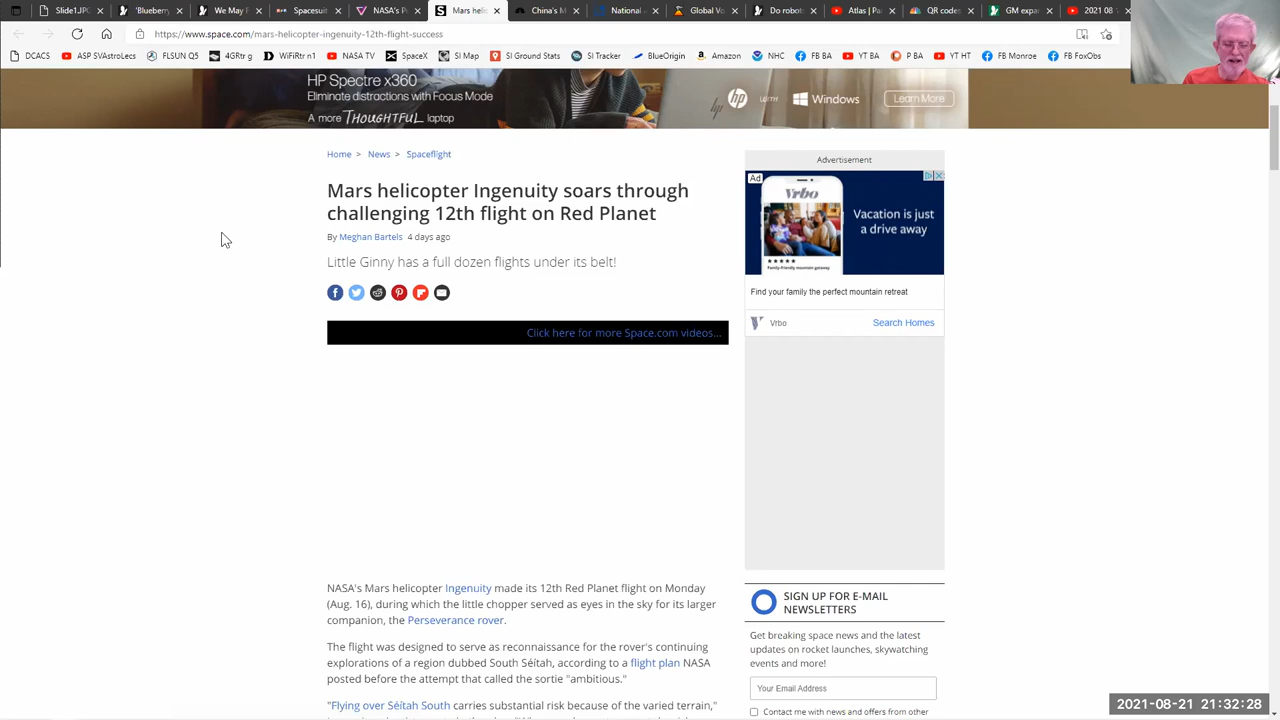 Slide1.JPG
Blueberry
We May F
Spacesuit
NASA's P
Mars heli
China's M
National
Global Vo
Do robot
Atlas | Pa
QR codes
GM expa
2021 08
https://www.space.com/mars-helicopter-ingenuity-12th-flight-success
DCACS
ASP SVAstroLecs
FLSUN Q5
4GRtr g
WiFiRtr n1
NASA TV
SpaceX
SI Map
SI Ground Stats
SI Tracker
BlueOrigin
Amazon
NHC
FB BA
YT BA
P BA
YT HT
FB Monroe
FB FoxObs
HP Spectre x360
Eliminate distractions with Focus Mode
A more THOUGHTFUL laptop
hp WITH Windows
Learn More
Home > News > Spaceflight
Mars helicopter Ingenuity soars through
challenging 12th flight on Red Planet
By Meghan Bartels 4 days ago
Little Ginny has a full dozen flights under its belt!
Click here for more Space.com videos...
NASA's Mars helicopter Ingenuity made its 12th Red Planet flight on Monday
(Aug. 16), during which the little chopper served as eyes in the sky for its larger
companion, the Perseverance rover.
The flight was designed to serve as reconnaissance for the rover's continuing
explorations of a region dubbed South Séítah, according to a flight plan NASA
posted before the attempt that called the sortie "ambitious."
"Flying over Séítah South carries substantial risk because of the varied terrain,"
Advertisement
Ad
Vrbo
Family-friendly mountain getaway
Vacation is just
a drive away
Find your family the perfect mountain retreat
Vrbo
Search Homes
SIGN UP FOR E-MAIL
NEWSLETTERS
Get breaking space news and the latest
updates on rocket launches, skywatching
events and more!
Your Email Address
Contact me with news and offers from other
2021-08-21 21:32:28